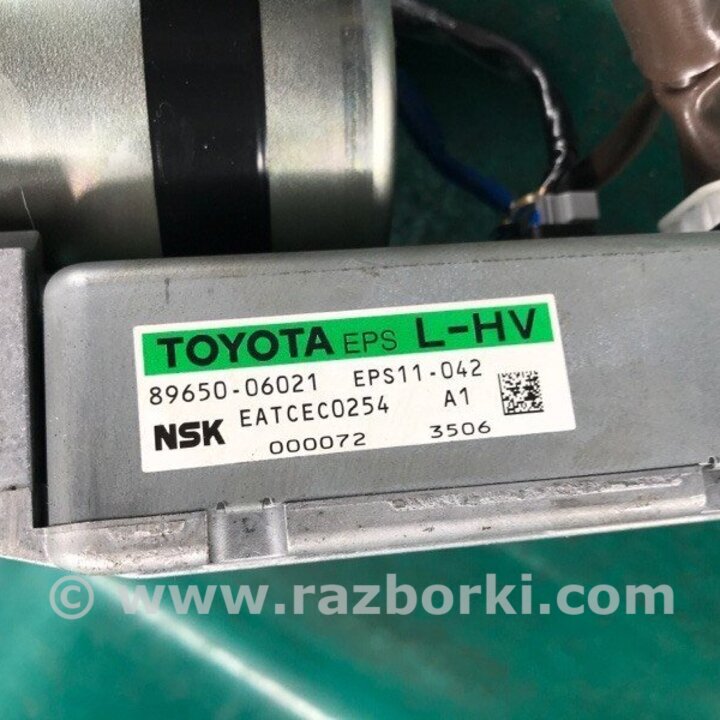 TOYOTA EPS L-HV
89650-06021 EPS11-042
NSK EATCEC0254 A1
000072 3506
© www.razborki.com